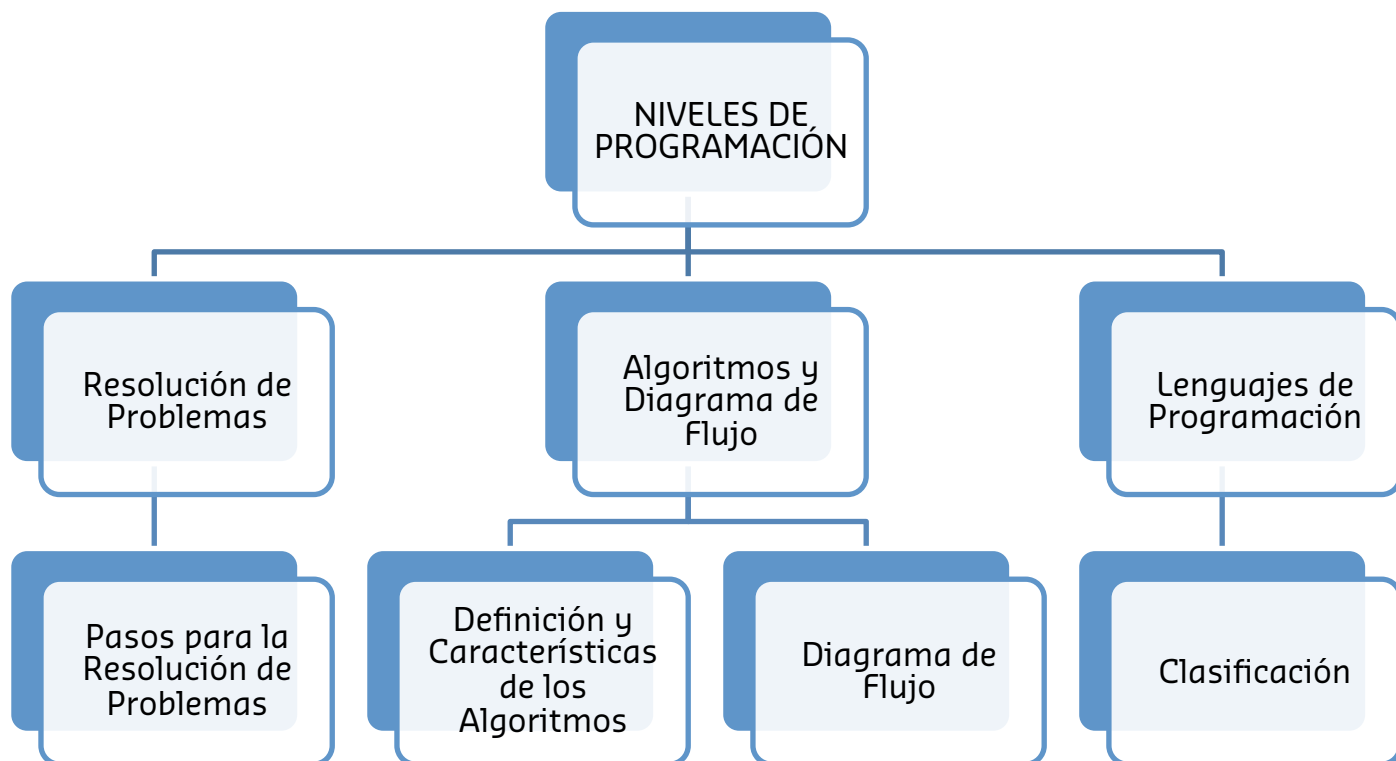 NIVELES DE
PROGRAMACIÓN
Resolución de
Problemas
Algoritmos y
Diagrama de
Flujo
Lenguajes de
Programación
Pasos para la
Resolución de
Problemas
Definición y
Características
de los
Algoritmos
Diagrama de
Flujo
Clasificación